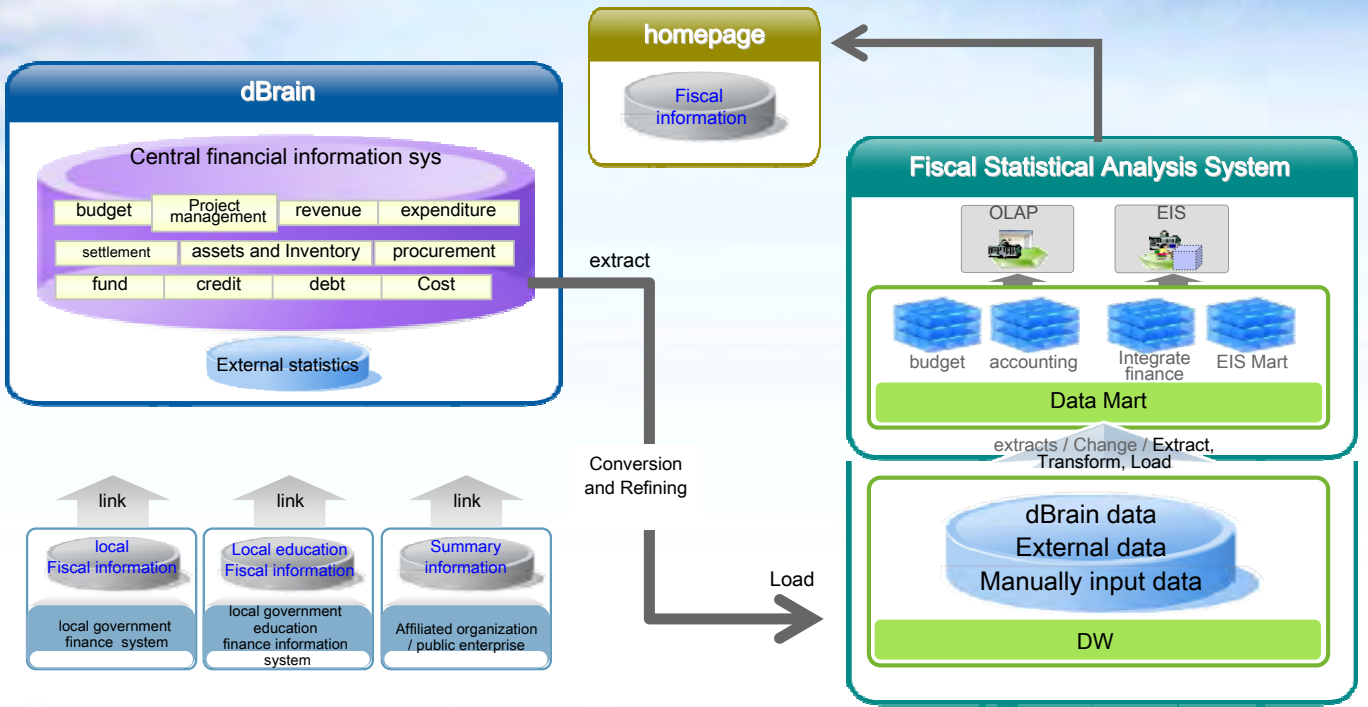 homepage
Fiscal
information
dBrain
Central financial information sys
budget
Project
management
revenue
expenditure
settlement
assets and Inventory
procurement
fund
credit
debt
Cost
External statistics
link
link
link
local
Fiscal information
Local education
Fiscal information
Summary
information
local government
finance system
local government
education
finance information
system
Affiliated organization
/ public enterprise
extract
Conversion
and Refining
Load
Fiscal Statistical Analysis System
OLAP
EIS
budget
accounting
Integrate
finance
EIS Mart
Data Mart
extracts / Change / Extract,
Transform, Load
dBrain data
External data
Manually input data
DW